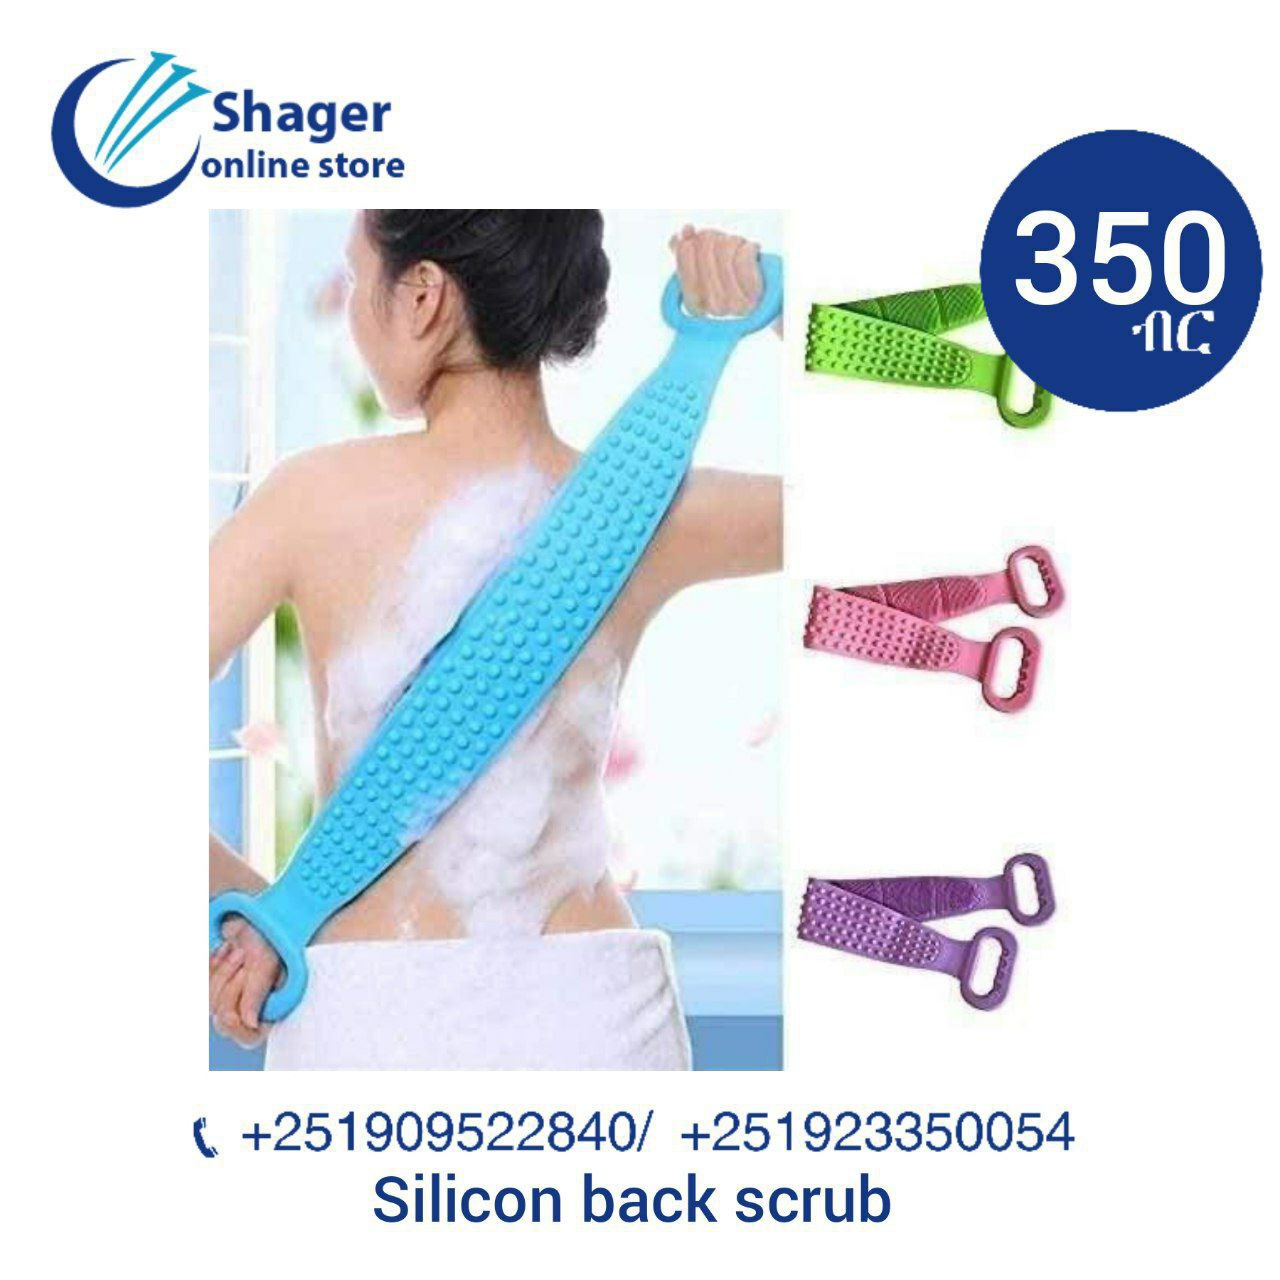 Shager
online store
350
ብር
+251909522840/ +251923350054
Silicon back scrub